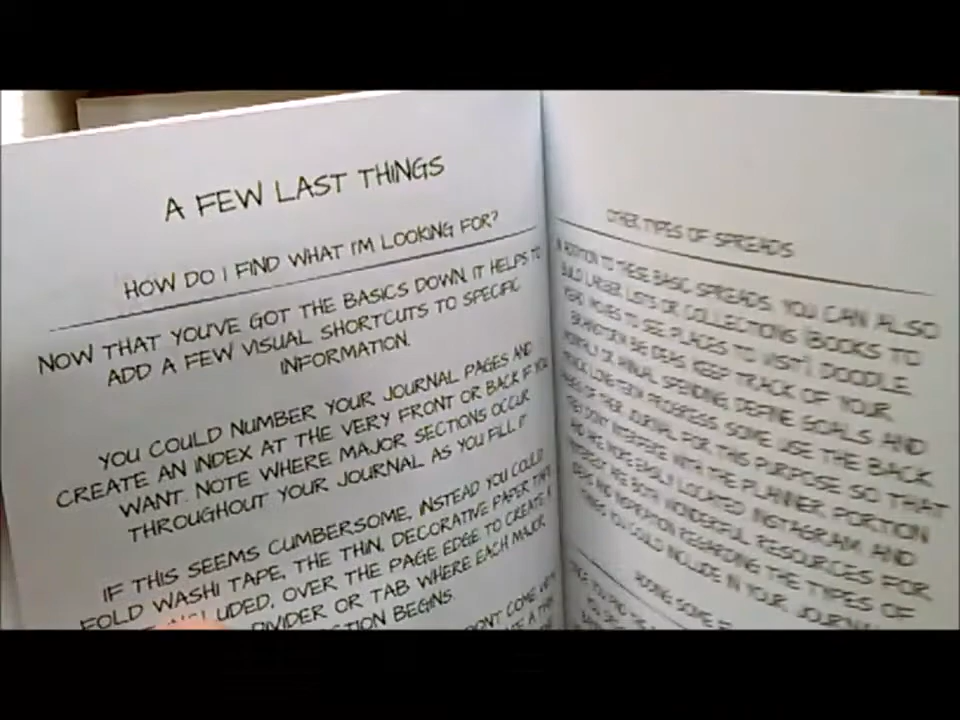 A FEW LAST THINGS
HOW DO I FIND WHAT I'M LOOKING FOR?
NOW THAT YOU'VE GOT THE BASICS DOWN, IT HELPS TO
ADD A FEW VISUAL SHORTCUTS TO SPECIFIC
INFORMATION.
YOU COULD NUMBER YOUR JOURNAL PAGES AND
CREATE AN INDEX AT THE VERY FRONT OR BACK IF YOU
WANT. NOTE WHERE MAJOR SECTIONS OCCUR
THROUGHOUT YOUR JOURNAL AS YOU FILL IT
IF THIS SEEMS CUMBERSOME, INSTEAD YOU COULD
FOLD WASHI TAPE, THE THIN, DECORATIVE PAPER TAPE
OVER THE PAGE EDGE TO CREATE A
DIVIDER OR TAB WHERE EACH MAJOR
BEGINS.
DON'T COME
OTHER TYPES OF SPREADS
IN ADDITION TO THESE BASIC SPREADS, YOU CAN ALSO
BUILD LARGER LISTS OR COLLECTIONS (BOOKS TO
READ, MOVIES TO SEE, PLACES TO VISIT), DOODLE,
BRAINSTORM BIG IDEAS, KEEP TRACK OF YOUR
MONTHLY OR ANNUAL SPENDING, DEFINE GOALS AND
TRACK LONG-TERM PROGRESS. SOME USE THE BACK
PAGES OF THEIR JOURNAL FOR THIS PURPOSE SO THAT
THEY DON'T INTERFERE WITH THE PLANNER PORTION
AND ARE MORE EASILY LOCATED. INSTAGRAM AND
PINTEREST ARE BOTH WONDERFUL RESOURCES FOR
IDEAS AND INSPIRATION REGARDING THE TYPES OF
THINGS YOU COULD INCLUDE IN YOUR JOURNAL.
ADDING SOME